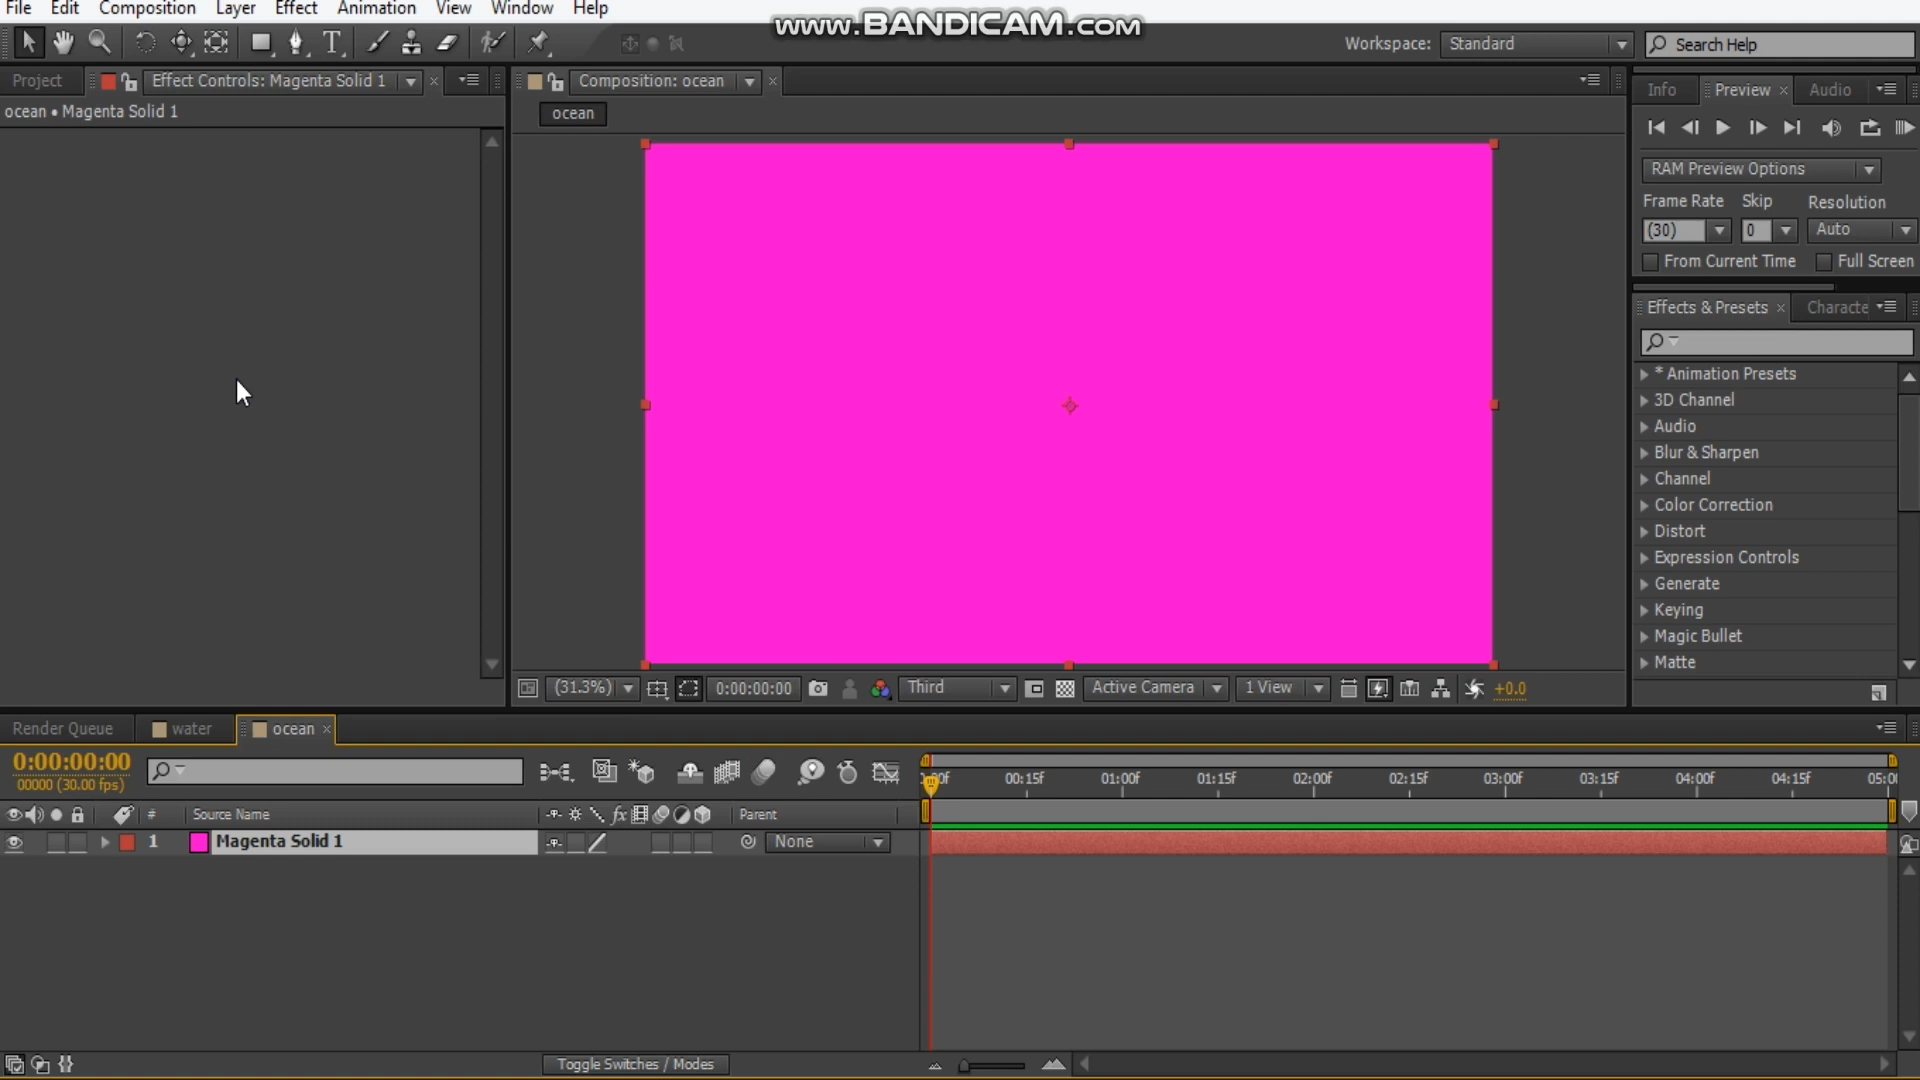 File Edit Composition Layer Effect Animation View Window Help
www.BANDICAM.com
Workspace: Standard
Search Help
Project
Effect Controls: Magenta Solid 1
Composition: ocean
Info
Preview
Audio
ocean • Magenta Solid 1
ocean
RAM Preview Options
Frame Rate Skip Resolution
(30) 0 Auto
From Current Time Full Screen
Effects & Presets
Characte
* Animation Presets
3D Channel
Audio
Blur & Sharpen
Channel
Color Correction
Distort
Expression Controls
Generate
Keying
Magic Bullet
Matte
(31.3%) 0:00:00:00 Third Active Camera 1 View +0.0
Render Queue water ocean
0:00:00:00
00000 (30.00 fps)
00f 00:15f 01:00f 01:15f 02:00f 02:15f 03:00f 03:15f 04:00f 04:15f 05:00
# Source Name fx Parent
1 Magenta Solid 1 None
Toggle Switches / Modes